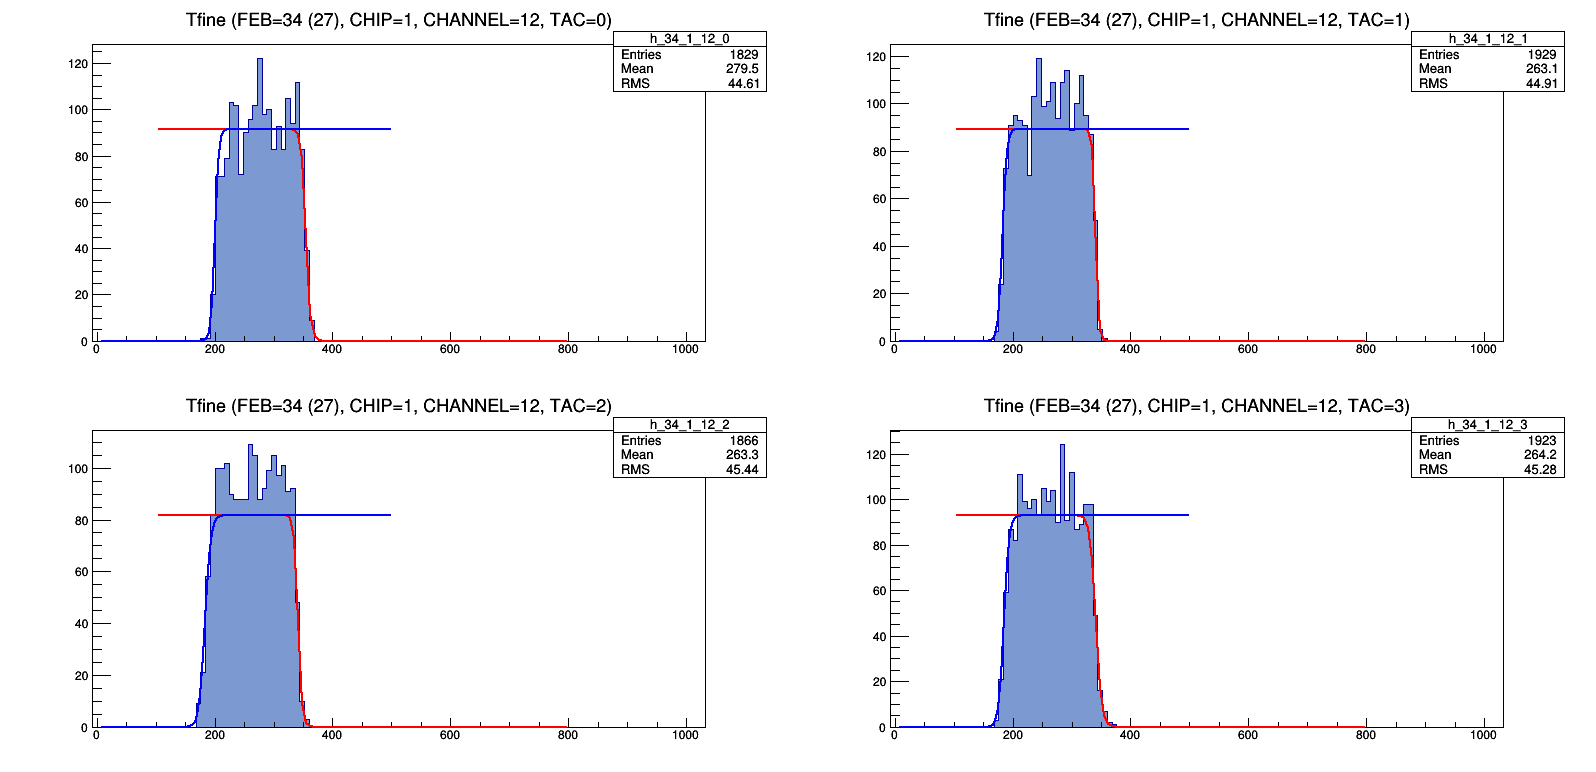 Tfine (FEB=34 (27), CHIP=1, CHANNEL=12, TAC=0)
h_34_1_12_0
Entries 1829
Mean 279.5
RMS 44.61
120
100
80
60
40
20
0
0 200 400 600 800 1000
Tfine (FEB=34 (27), CHIP=1, CHANNEL=12, TAC=1)
h_34_1_12_1
Entries 1929
Mean 263.1
RMS 44.91
120
100
80
60
40
20
0
0 200 400 600 800 1000
Tfine (FEB=34 (27), CHIP=1, CHANNEL=12, TAC=2)
h_34_1_12_2
Entries 1866
Mean 263.3
RMS 45.44
100
80
60
40
20
0
0 200 400 600 800 1000
Tfine (FEB=34 (27), CHIP=1, CHANNEL=12, TAC=3)
h_34_1_12_3
Entries 1923
Mean 264.2
RMS 45.28
120
100
80
60
40
20
0
0 200 400 600 800 1000